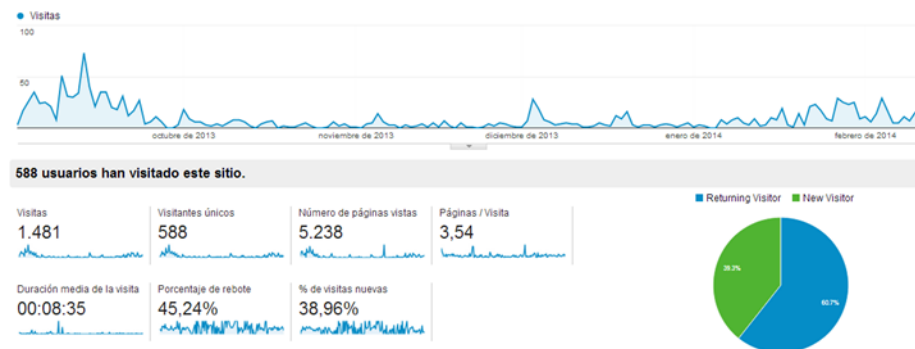 Visitas
100
50
octubre de 2013 noviembre de 2013 diciembre de 2013 enero de 2014 febrero de 2014
588 usuarios han visitado este sitio.
Returning Visitor New Visitor
Visitas Visitantes únicos Número de páginas vistas Páginas / Visita
1.481 588 5.238 3,54
39.3%
60.7%
Duración media de la visita Porcentaje de rebote % de visitas nuevas
00:08:35 45,24% 38,96%